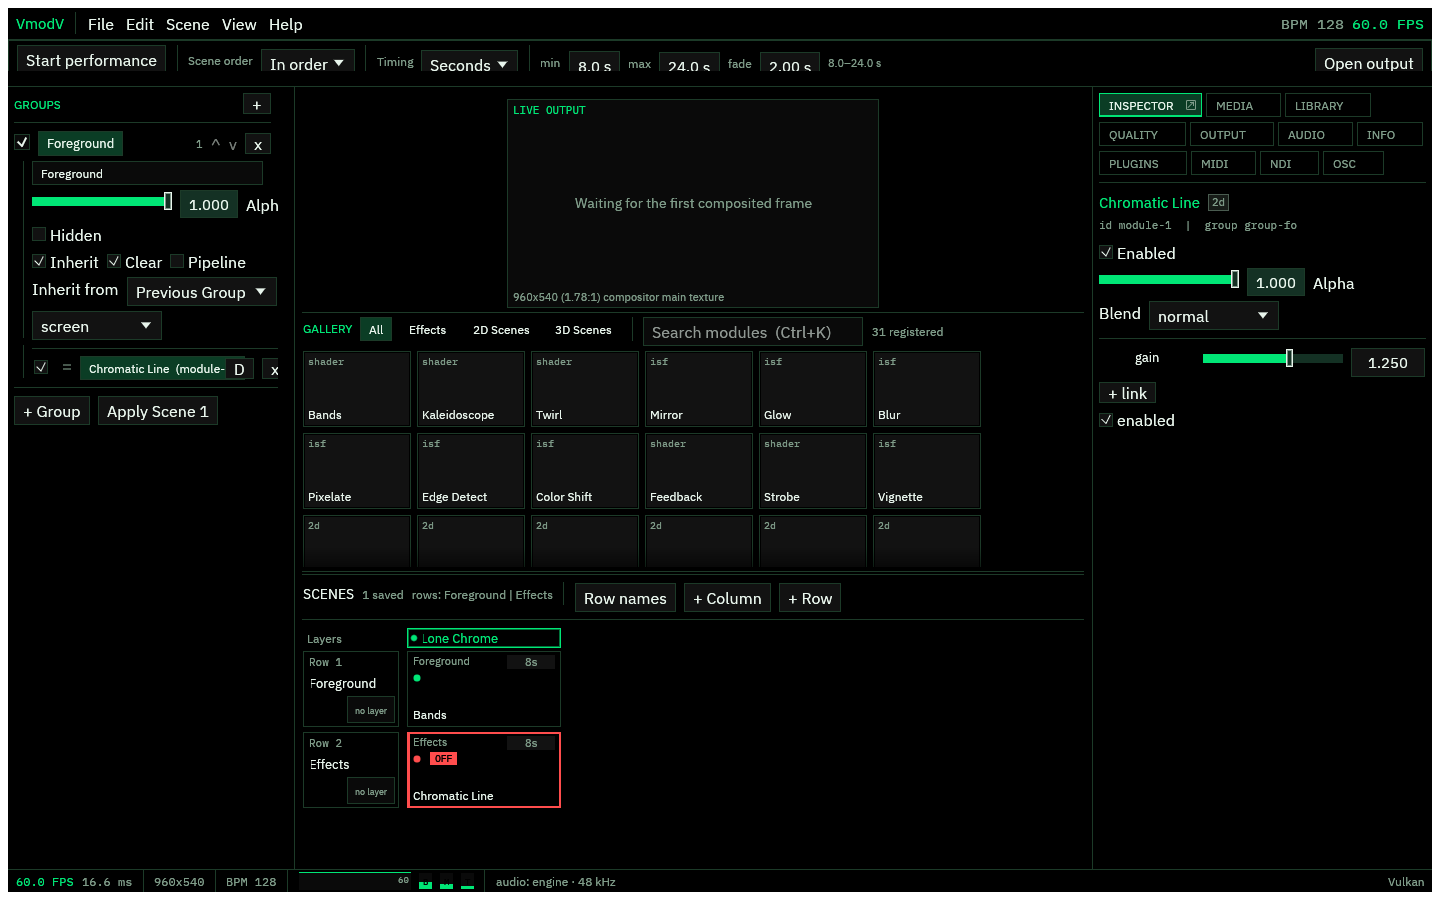 VmodV File Edit Scene View Help BPM 128 60.0 FPS
Start performance Scene order In order Timing Seconds min 8.0 s max 24.0 s fade 2.00 s 8.0–24.0 s Open output
GROUPS +
Foreground 1 ^ v x
Foreground
1.000 Alph
Hidden
Inherit Clear Pipeline
Inherit from Previous Group
screen
= Chromatic Line (module- D x
+ Group Apply Scene 1
LIVE OUTPUT
Waiting for the first composited frame
960x540 (1.78:1) compositor main texture
GALLERY All Effects 2D Scenes 3D Scenes Search modules (Ctrl+K) 31 registered
shader shader shader isf isf isf
Bands Kaleidoscope Twirl Mirror Glow Blur
isf isf isf shader shader isf
Pixelate Edge Detect Color Shift Feedback Strobe Vignette
2d 2d 2d 2d 2d 2d
SCENES 1 saved rows: Foreground | Effects Row names + Column + Row
Layers Lone Chrome
Row 1 Foreground 8s
Foreground
no layer Bands
Row 2 Effects 8s
Effects OFF
no layer Chromatic Line
INSPECTOR MEDIA LIBRARY
QUALITY OUTPUT AUDIO INFO
PLUGINS MIDI NDI OSC
Chromatic Line 2d
id module-1 | group group-fo
Enabled
1.000 Alpha
Blend normal
gain 1.250
+ link
enabled
60.0 FPS 16.6 ms 960x540 BPM 128 60 audio: engine · 48 kHz Vulkan